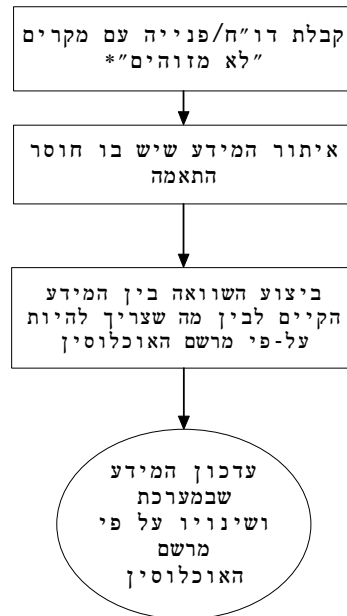 קבלת דו"ח/פנייה עם מקרים
"לא מזוהים"*
איתור המידע שיש בו חוסר
התאמה
ביצוע השוואה בין המידע
הקיים לבין מה שצריך להיות
על-פי מרשם האוכלוסין
עדכון המידע
שבמערכת
ושינויו על פי
מרשם
האוכלוסין